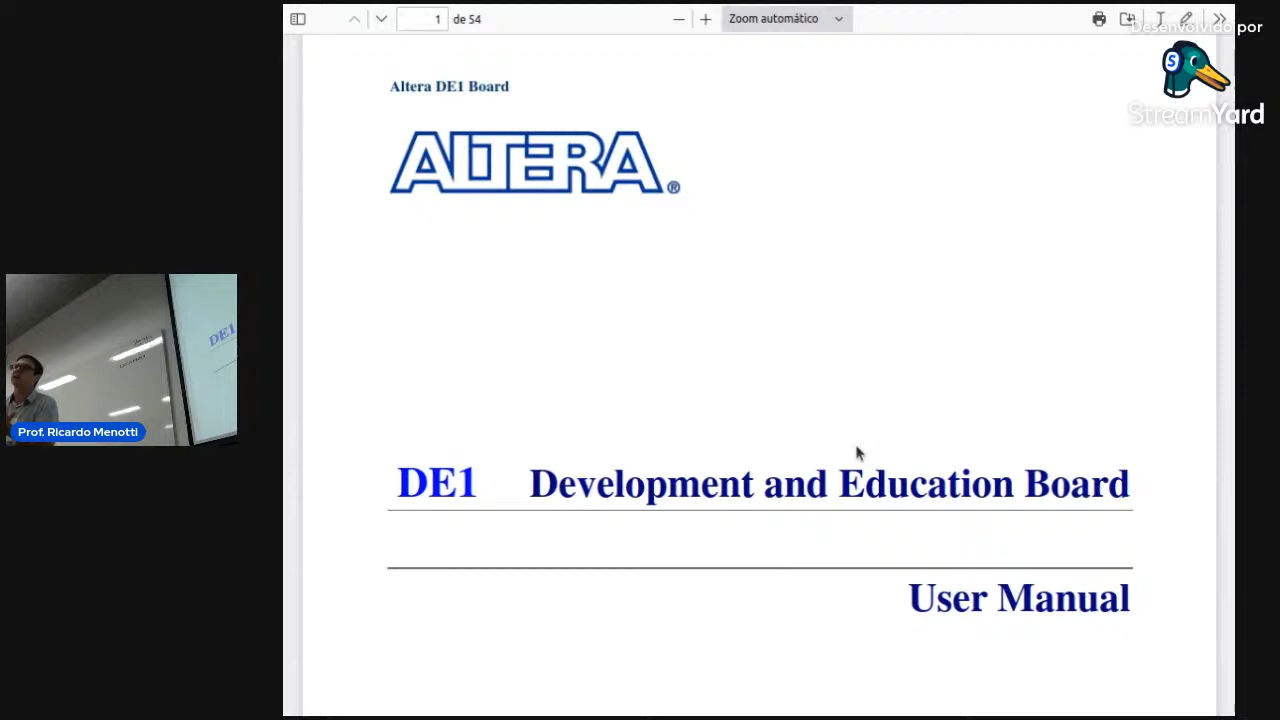 1 de 54
Zoom automático
Desenvolvido por
StreamYard
Altera DE1 Board
ALTERA®
DE1
Prof. Ricardo Menotti
DE1 Development and Education Board
User Manual